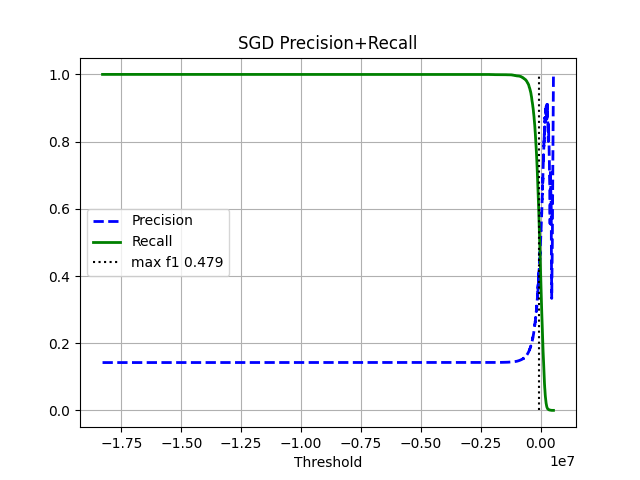 SGD Precision+Recall
1.0
0.8
0.6
0.4
0.2
0.0
Precision
Recall
max f1 0.479
−1.75 −1.50 −1.25 −1.00 −0.75 −0.50 −0.25 0.00
1e7
Threshold